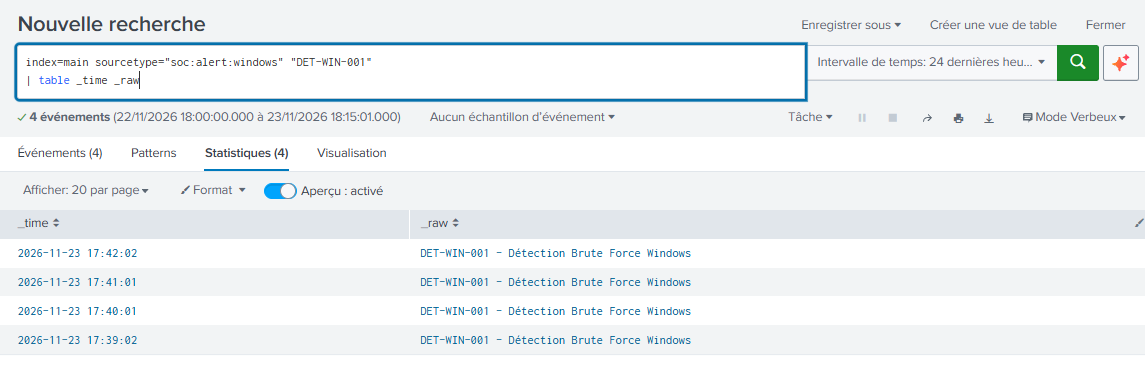 Nouvelle recherche
Enregistrer sous Créer une vue de table Fermer
index=main sourcetype="soc:alert:windows" "DET-WIN-001"
| table _time _raw
Intervalle de temps: 24 dernières heu...
4 événements (22/11/2026 18:00:00.000 à 23/11/2026 18:15:01.000) Aucun échantillon d'événement Tâche Mode Verbeux
Événements (4) Patterns Statistiques (4) Visualisation
Afficher: 20 par page Format Aperçu : activé
_time _raw
2026-11-23 17:42:02 DET-WIN-001 - Détection Brute Force Windows
2026-11-23 17:41:01 DET-WIN-001 - Détection Brute Force Windows
2026-11-23 17:40:01 DET-WIN-001 - Détection Brute Force Windows
2026-11-23 17:39:02 DET-WIN-001 - Détection Brute Force Windows